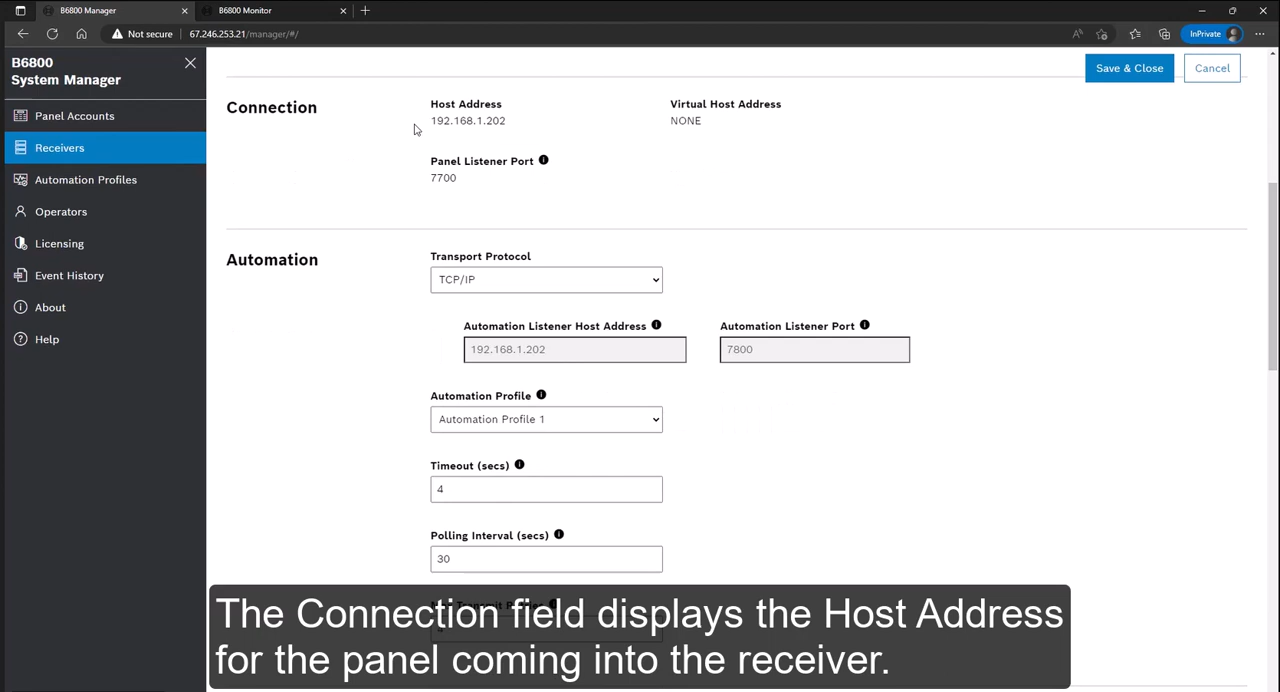 B6800 Manager
B6800 Monitor
Not secure
67.246.253.21/manager/#/
InPrivate
B6800
System Manager
Panel Accounts
Receivers
Automation Profiles
Operators
Licensing
Event History
About
Help
Save & Close
Cancel
Connection
Host Address
192.168.1.202
Virtual Host Address
NONE
Panel Listener Port
7700
Automation
Transport Protocol
TCP/IP
Automation Listener Host Address
192.168.1.202
Automation Listener Port
7800
Automation Profile
Automation Profile 1
Timeout (secs)
4
Polling Interval (secs)
30
The Connection field displays the Host Address
for the panel coming into the receiver.